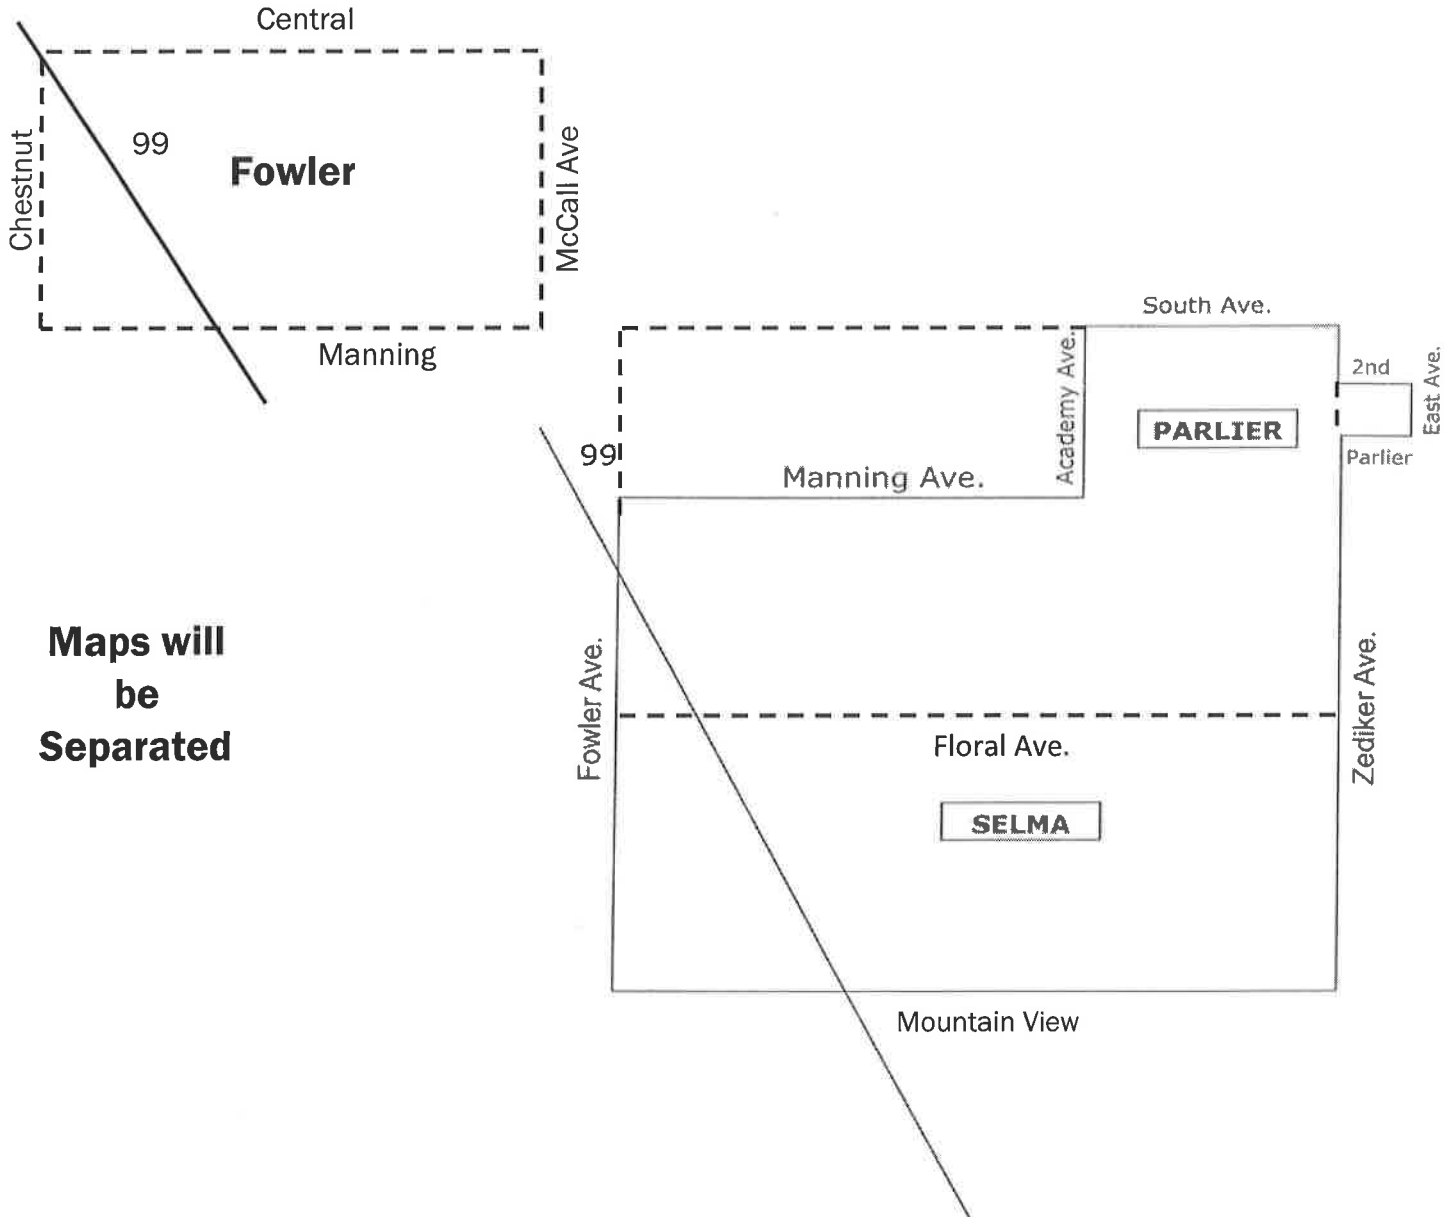 Central
99
Fowler
Chestnut
McCall Ave
Manning
South Ave.
2nd
East Ave.
Academy Ave.
PARLIER
99
Parlier
Manning Ave.
Maps will
be
Separated
Fowler Ave.
Zediker Ave.
Floral Ave.
SELMA
Mountain View